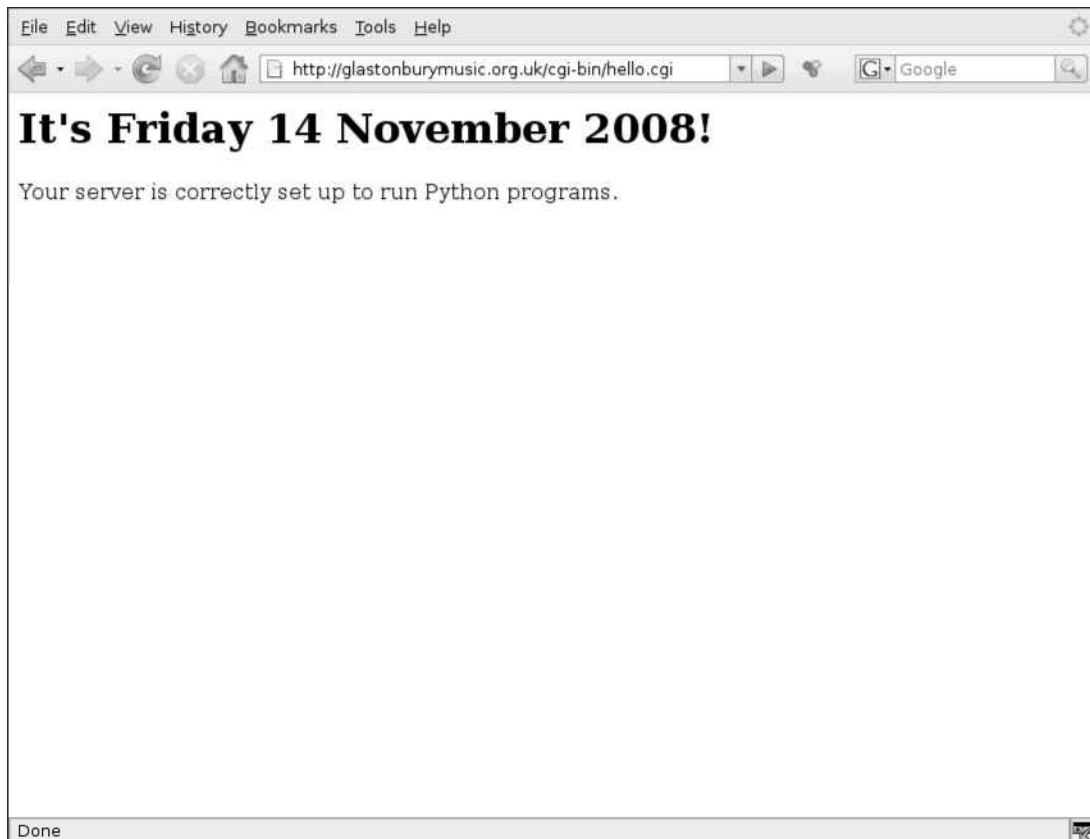 File Edit View History Bookmarks Tools Help
http://glastonburymusic.org.uk/cgi-bin/hello.cgi G Google
It's Friday 14 November 2008!
Your server is correctly set up to run Python programs.
Done